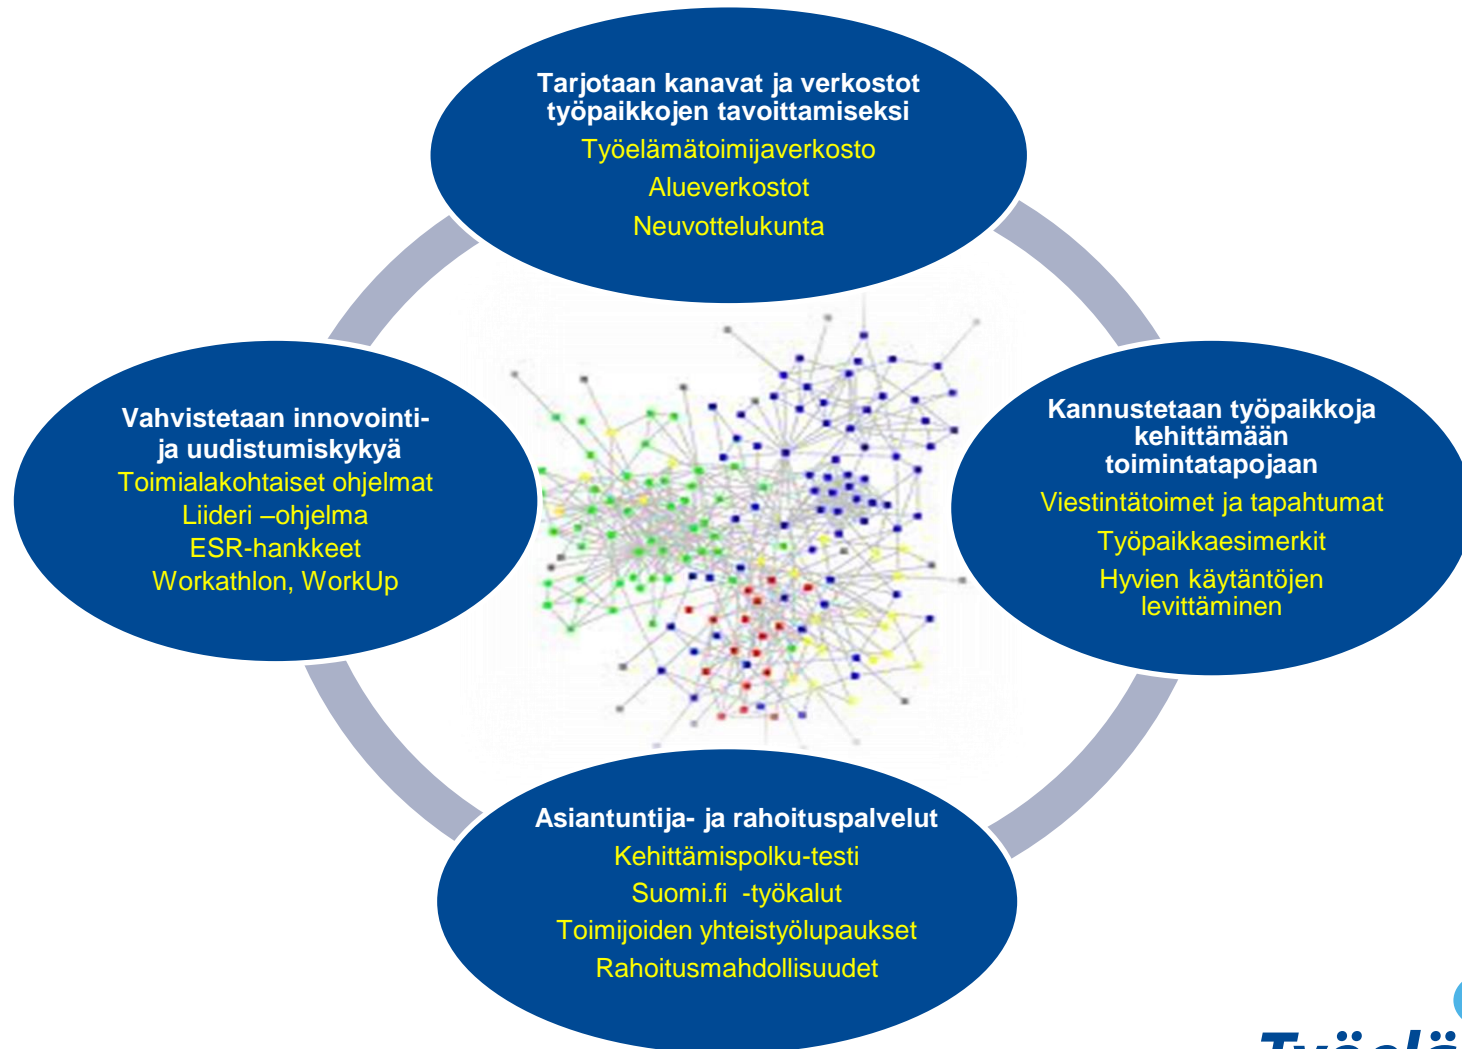 Tarjotaan kanavat ja verkostot
työpaikkojen tavoittamiseksi
Työelämätoimijaverkosto
Alueverkostot
Neuvottelukunta
Vahvistetaan innovointi-
ja uudistumiskykyä
Toimialakohtaiset ohjelmat
Liideri –ohjelma
ESR-hankkeet
Workathlon, WorkUp
Kannustetaan työpaikkoja
kehittämään
toimintatapojaan
Viestintätoimet ja tapahtumat
Työpaikkaesimerkit
Hyvien käytäntöjen
levittäminen
Asiantuntija- ja rahoituspalvelut
Kehittämispolku-testi
Suomi.fi -työkalut
Toimijoiden yhteistyölupaukset
Rahoitusmahdollisuudet